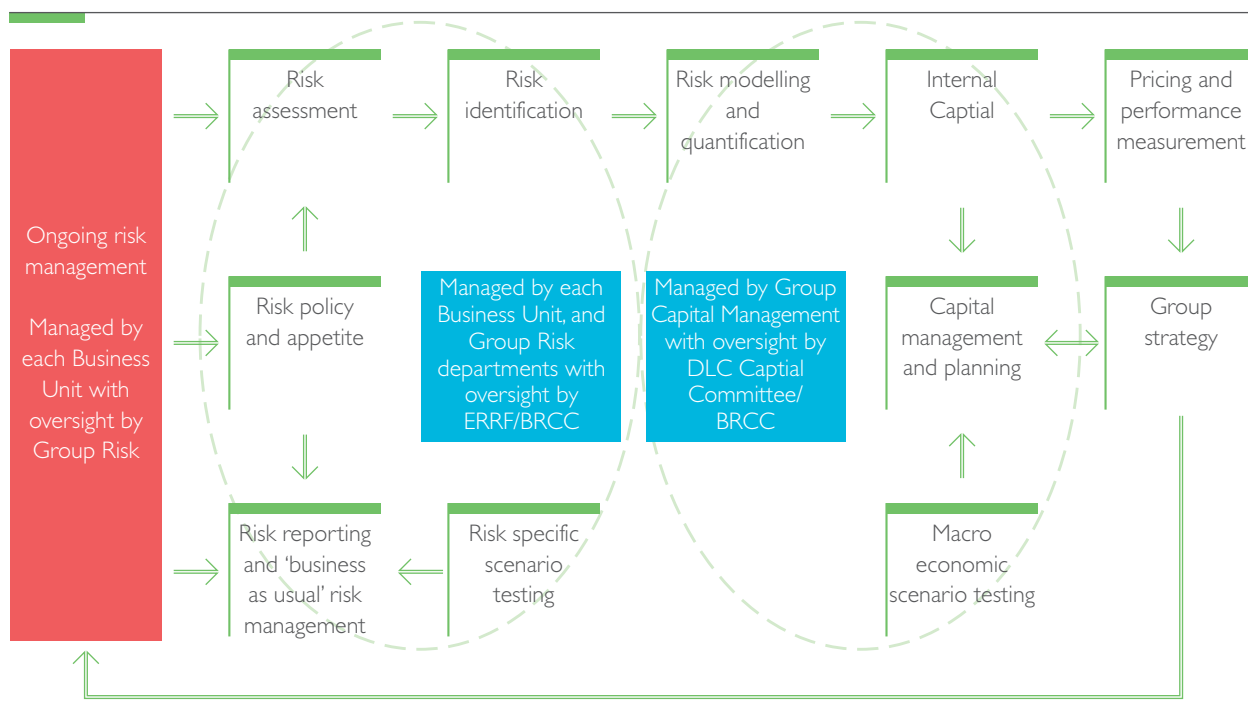 Ongoing risk
management
Managed by
each Business
Unit with
oversight by
Group Risk
Risk
assessment
Risk
identification
Risk modelling
and
quantification
Internal
Captial
Pricing and
performance
measurement
Risk policy
and appetite
Managed by each
Business Unit, and
Group Risk
departments with
oversight by
ERRF/BRCC
Managed by Group
Capital Management
with oversight by
DLC Captial
Committee/
BRCC
Capital
management
and planning
Group
strategy
Risk reporting
and ‘business
as usual’ risk
management
Risk specific
scenario
testing
Macro
economic
scenario testing